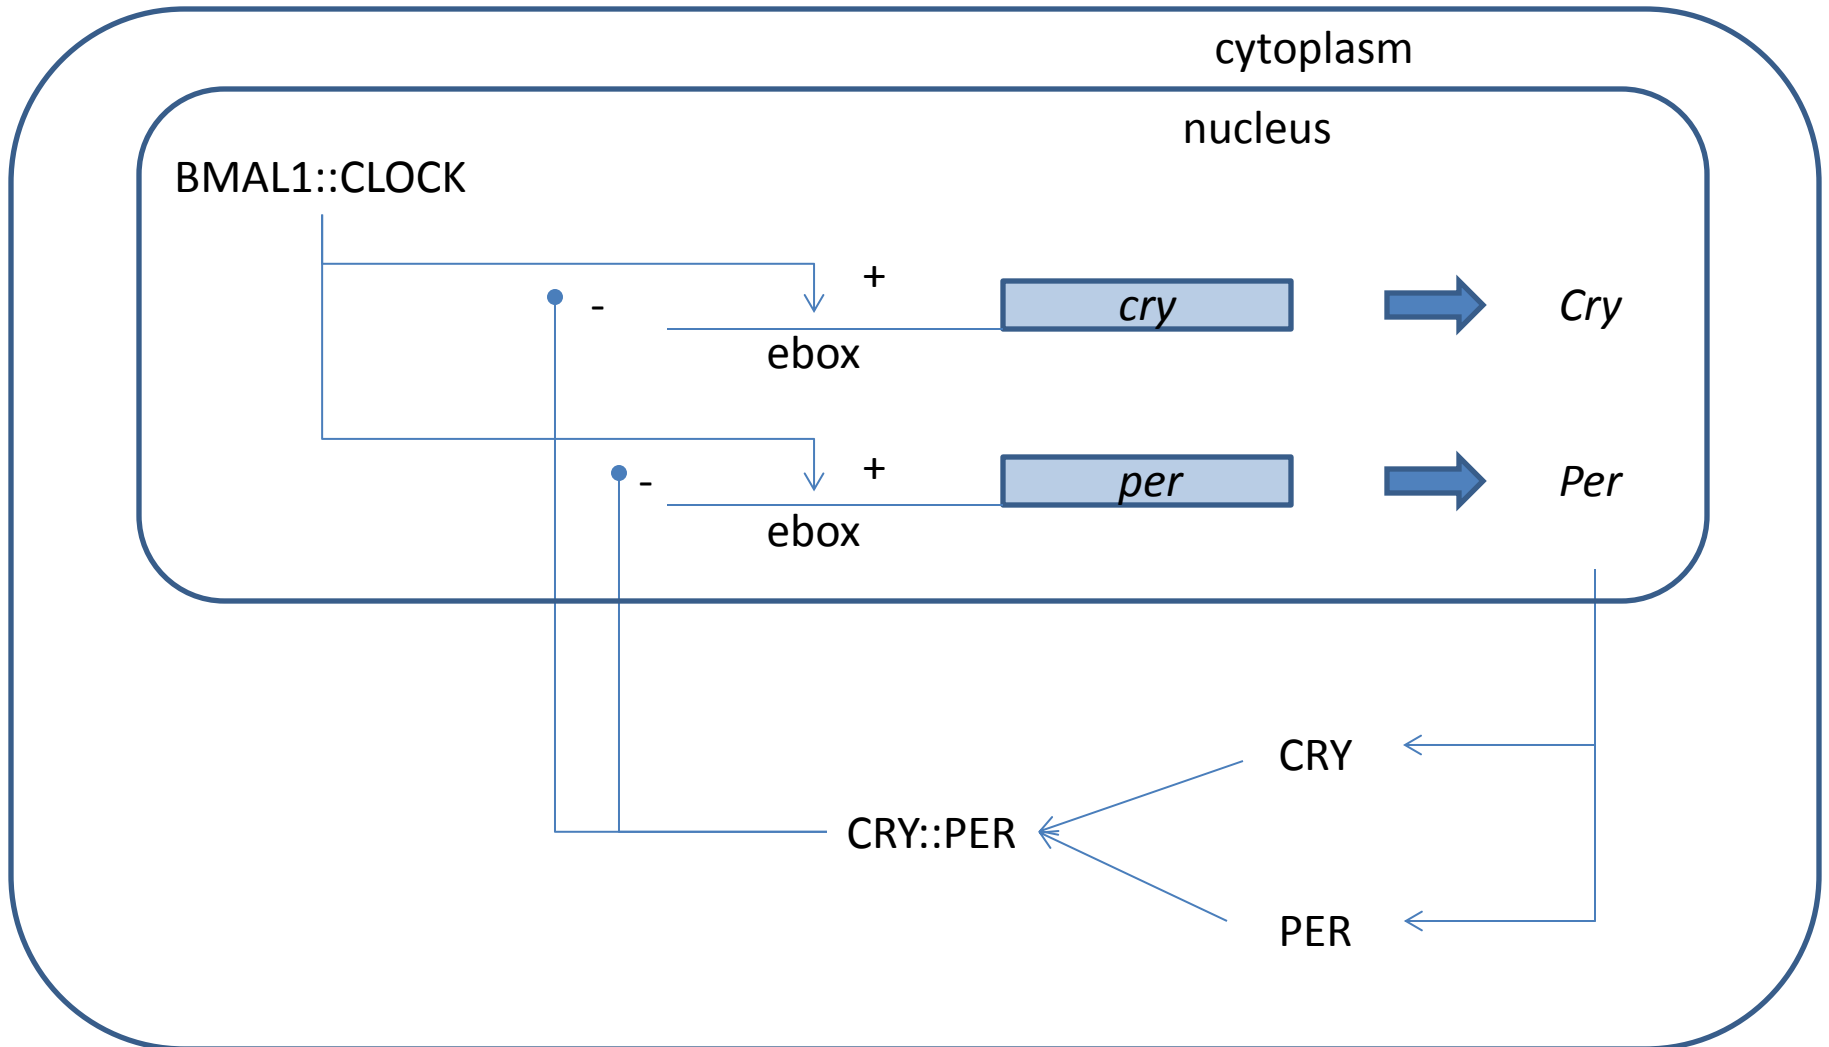 cytoplasm
nucleus
BMAL1::CLOCK
+
-
cry
Cry
ebox
+
-
per
Per
ebox
CRY
CRY::PER
PER